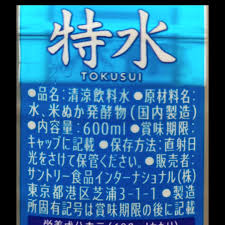 特水
TOKUSUI
●品名:清涼飲料水●原材料名:
水、米ぬか発酵物(国内製造)
●内容量:600ml●賞味期限:
キャップに記載●保存方法:直射日
光をさけて保管ください。●販売者:
サントリー食品インターナショナル(株)
東京都港区芝浦3-1-1●製造
所固有記号は賞味期限の後に記載